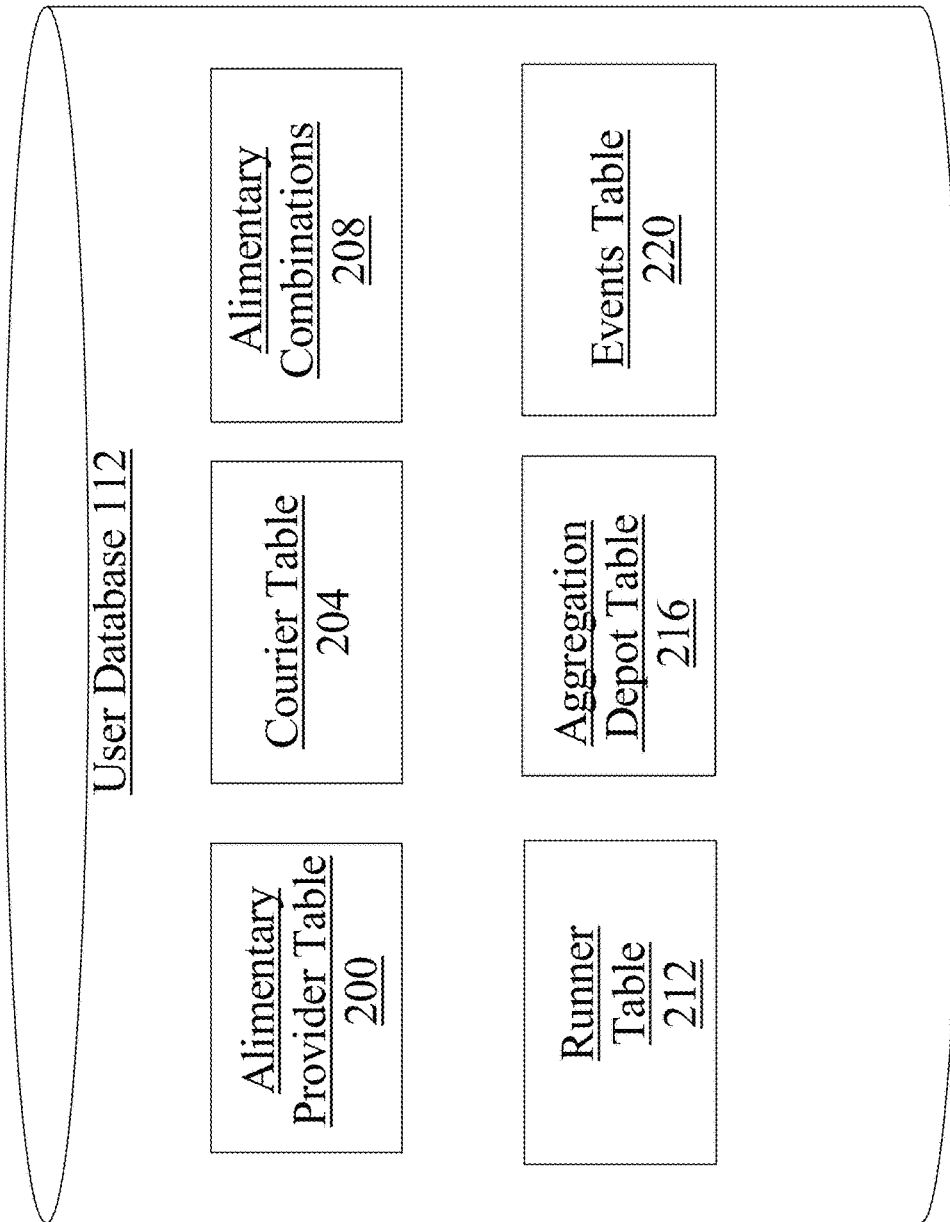 User Database 112
Alimentary
Provider Table
200
Courier Table
204
Alimentary
Combinations
208
Runner
Table
212
Aggregation
Depot Table
216
Events Table
220